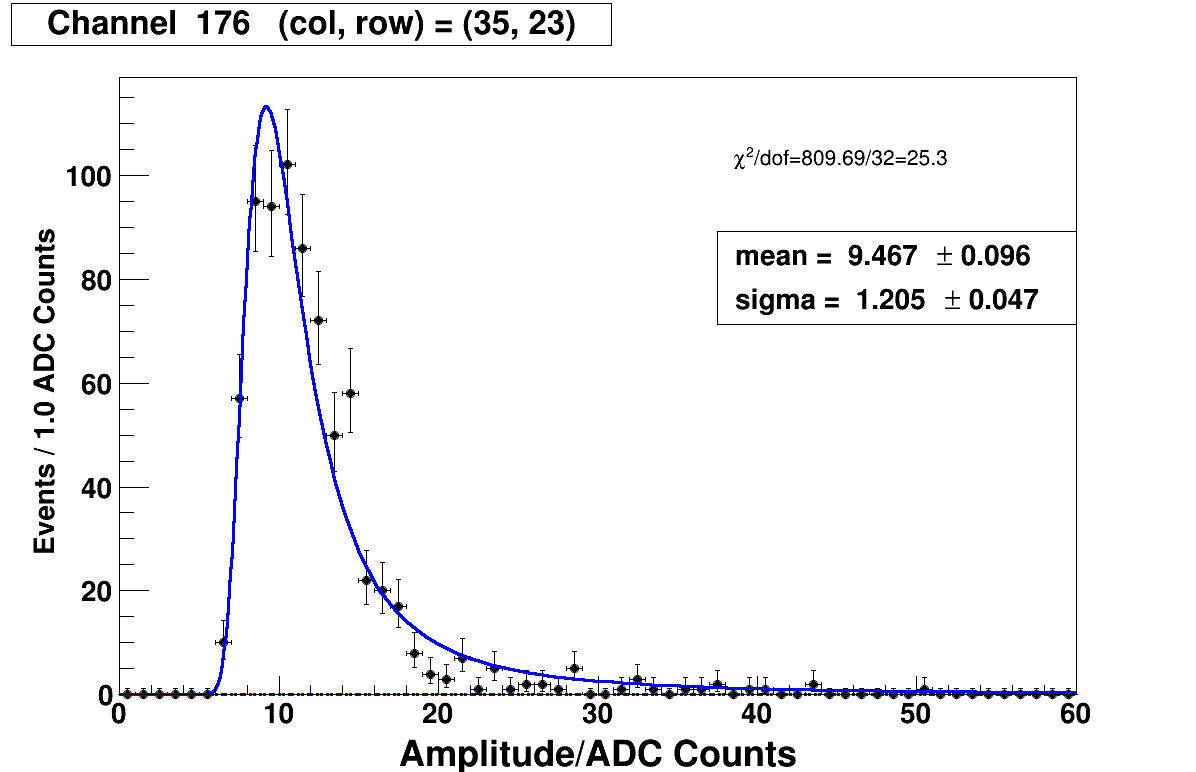 Channel 176 (col, row) = (35, 23)
χ²/dof=809.69/32=25.3
mean = 9.467 ± 0.096
sigma = 1.205 ± 0.047
Events / 1.0 ADC Counts
100
80
60
40
20
0
0 10 20 30 40 50 60
Amplitude/ADC Counts